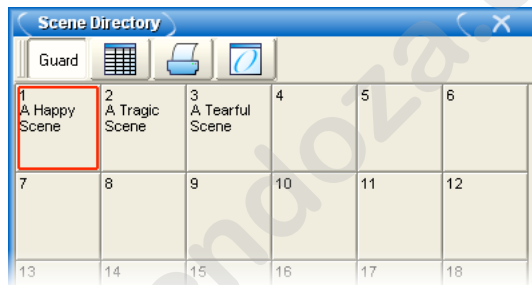 Scene Directory
Guard
1 2 3 4 5 6
A Happy A Tragic A Tearful
Scene Scene Scene
7 8 9 10 11 12
13 14 15 16 17 18